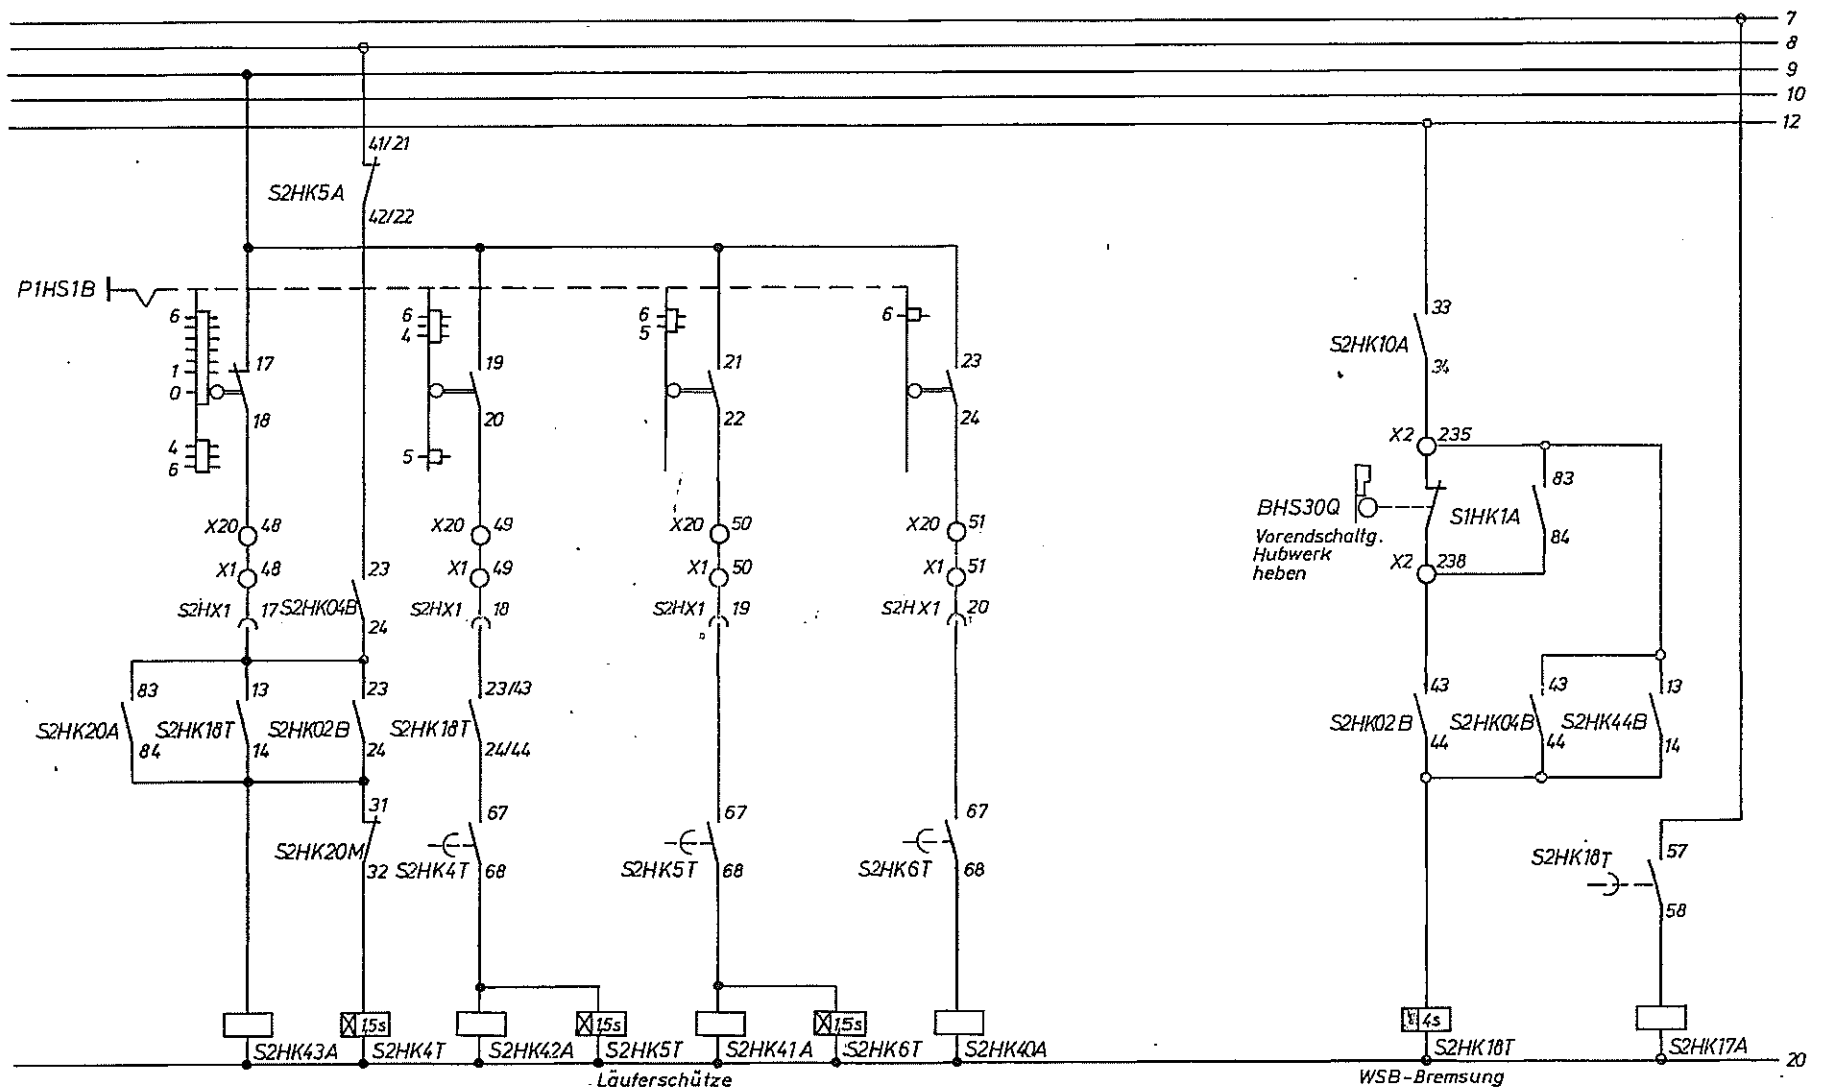 7
8
9
10
12
41/21
S2HK5A
42/22
P1HS1B
6
1
0
4
6
17
18
6
4
5
19
20
6
5
21
22
6
23
24
33
S2HK10A
34
X2 235
BHS30Q
Vorendschaltg.
Hubwerk
heben
S1HK1A
83
84
X2 238
X20 48
X1 48
S2HX1 17
X20 49
X1 49
S2HX1 18
X20 50
X1 50
S2HX1 19
X20 51
X1 51
S2HX1 20
23
S2HK04B
24
83
S2HK20A
84
13
S2HK18T
14
23
S2HK02B
24
23/43
S2HK18T
24/44
43
S2HK02B
44
43
S2HK04B
44
13
S2HK44B
14
31
S2HK20M
32
67
S2HK4T 68
67
S2HK5T 68
67
S2HK6T 68
57
S2HK18T
58
1,5s
1,5s
1,5s
4s
S2HK43A
S2HK4T
S2HK42A
S2HK5T
S2HK41A
S2HK6T
S2HK40A
S2HK18T
S2HK17A
20
Läuferschütze
WSB-Bremsung